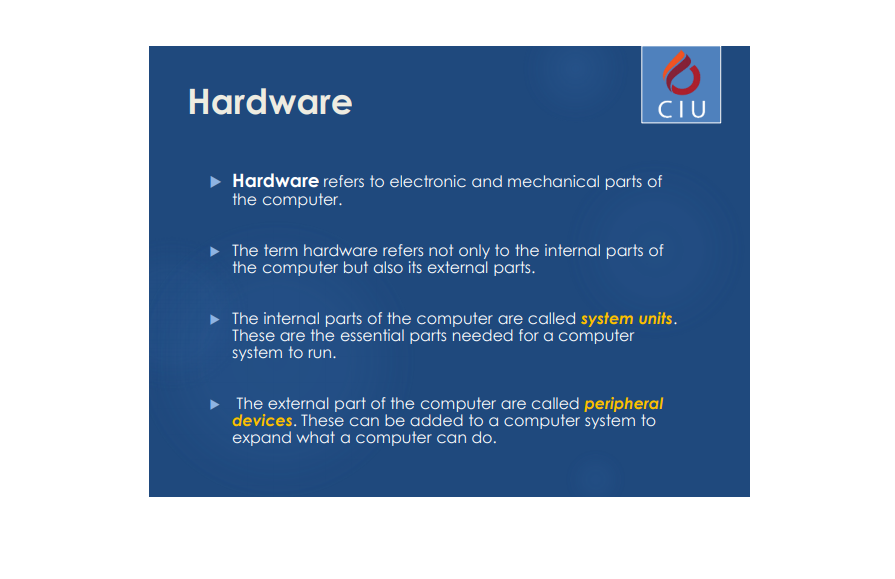 CIU
Hardware
Hardware refers to electronic and mechanical parts of
the computer.
The term hardware refers not only to the internal parts of
the computer but also its external parts.
The internal parts of the computer are called system units.
These are the essential parts needed for a computer
system to run.
The external part of the computer are called peripheral
devices. These can be added to a computer system to
expand what a computer can do.